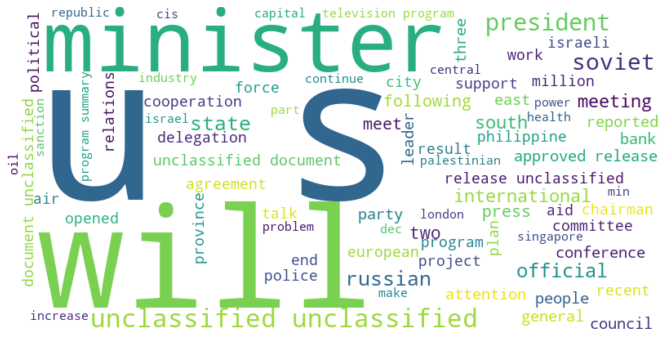 republic
cis
capital
television program
three
president
minister
political
work
israeli
soviet
program summary
industry
force
continue
central
city
support
million
meeting
relations
cooperation
following
east
power
sanction
israel
part
health
oil
document unclassified
u s
state
meet
leader
south
reported
delegation
result
philippine
bank
unclassified document
palestinian
approved release
agreement
release unclassified
air
min
international
will
opened
province
talk
party
london
press
aid
chairman
problem
dec
two
plan
committee
european
program
singapore
end
project
conference
police
russian
official
make
attention
people
recent
increase
unclassified unclassified
general
council